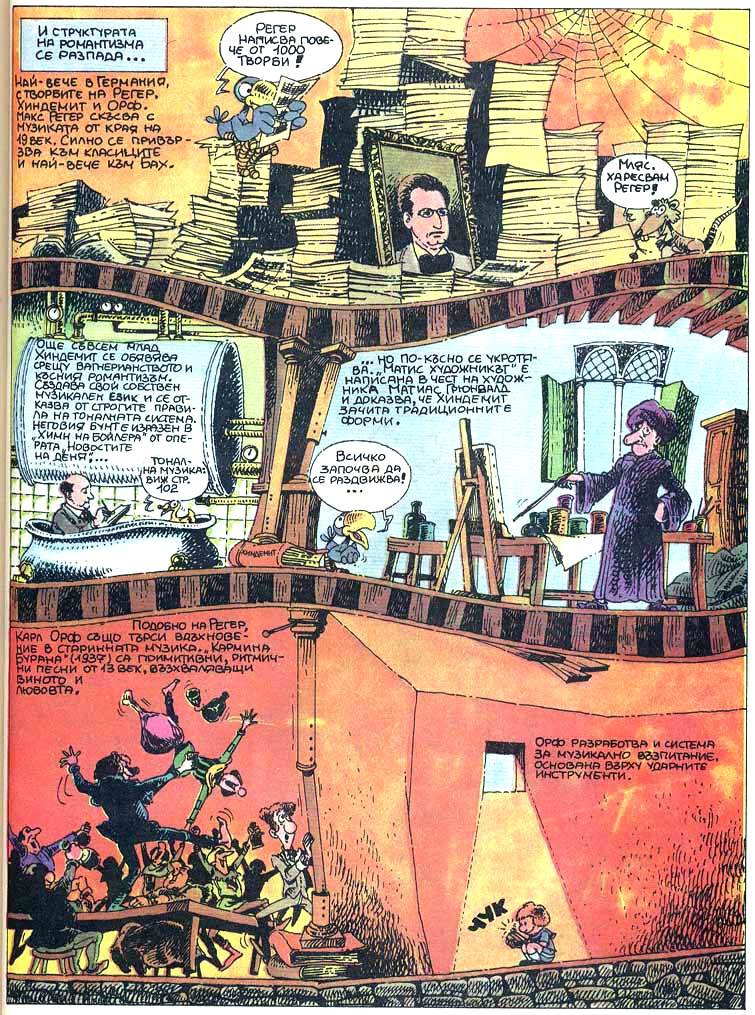 И СТРУКТУРАТА
НА РОМАНТИЗМА
СЕ РАЗПАДА...
НАЙ-ВЕЧЕ В ГЕРМАНИЯ,
С ТВОРБИТЕ НА РЕГЕР,
ХИНДЕМИТ И ОРФ.
МАКС РЕГЕР СКЪСВА С
МУЗИКАТА ОТ КРАЯ НА
19 ВЕК. СИЛНО СЕ ПРИВЪР-
ЗВА КЪМ КЛАСИЦИТЕ
И НАЙ-ВЕЧЕ КЪМ БАХ.
РЕГЕР
НАПИСВА ПОВЕ-
ЧЕ ОТ 1000
ТВОРБИ!
МЛЯС.
ХАРЕСВАМ
РЕГЕР!
ОЩЕ СЪВСЕМ МЛАД
ХИНДЕМИТ СЕ ОБЯВЯВА
СРЕЩУ ВАГНЕРИАНСТВОТО И
КЪСНИЯ РОМАНТИЗЪМ.
СЪЗДАВА СВОЙ СОБСТВЕН
МУЗИКАЛЕН ЕЗИК И СЕ ОТ-
КАЗВА ОТ СТРОГИТЕ ПРАВИ-
ЛА НА ТОНАЛНАТА СИСТЕМА.
НЕГОВИЯ БУНТ Е ИЗРАЗЕН В
„ХИМН НА БОЙЛЕРА" ОТ ОПЕ-
РАТА „НОВОСТИТЕ
НА ДЕНЯ"...
ТОНАЛ-
НА МУЗИКА:
ВИЖ СТР.
102
...НО ПО-КЪСНО СЕ УКРОТЯ-
ВА. „МАТИС ХУДОЖНИКЪТ" Е
НАПИСАНА В ЧЕСТ НА ХУДОЖ-
НИКА МАТИАС ГРЮНВАЛД
И ДОКАЗВА, ЧЕ ХИНДЕМИТ
ЗАЧИТА ТРАДИЦИОННИТЕ
ФОРМИ.
ВСИЧКО
ЗАПОЧВА ДА
СЕ РАЗДВИЖВА!
...
ХИНДЕМИТ
ПОДОБНО НА РЕГЕР,
КАРЛ ОРФ СЪЩО ТЪРСИ ВДЪХНОВЕ-
НИЕ В СТАРИННАТА МУЗИКА. „КАРМИНА
БУРАНА" (1937) СА ПРИМИТИВНИ, РИТМИЧ-
НИ ПЕСНИ ОТ 13 ВЕК, ВЪЗХВАЛЯВАЩИ
ВИНОТО И
ЛЮБОВТА.
ОРФ РАЗРАБОТВА И СИСТЕМА
ЗА МУЗИКАЛНО ВЪЗПИТАНИЕ,
ОСНОВАНА ВЪРХУ УДАРНИТЕ
ИНСТРУМЕНТИ.
ЧУК